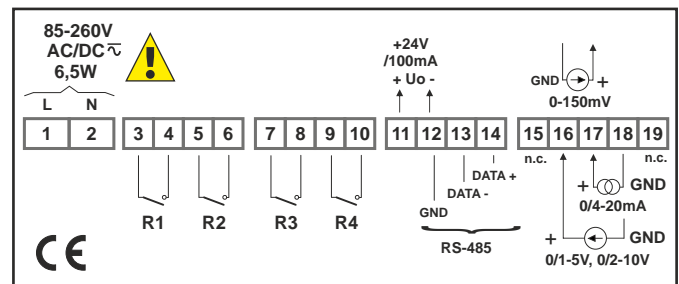 85-260V
AC/DC
6,5W
L N
+24V
/100mA
+ Uo -
GND +
0-150mV
1 2 3 4 5 6 7 8 9 10 11 12 13 14 15 16 17 18 19
n.c. n.c.
R1 R2 R3 R4
DATA +
DATA -
GND
RS-485
+ GND
0/4-20mA
+ GND
0/1-5V, 0/2-10V
CE